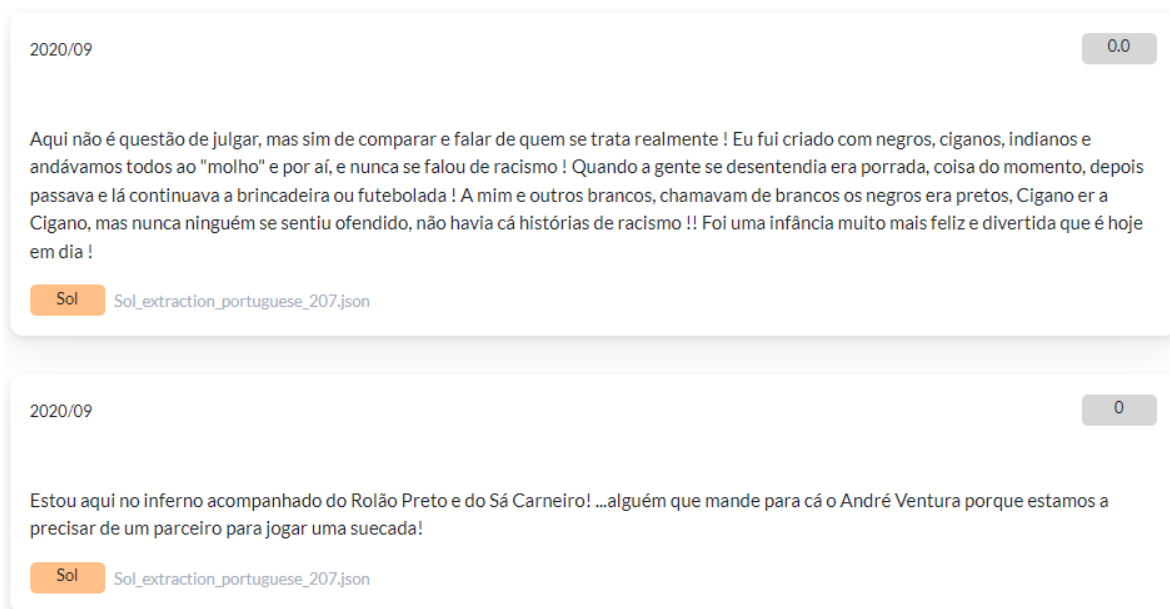 2020/09
0.0
Aqui não é questão de julgar, mas sim de comparar e falar de quem se trata realmente ! Eu fui criado com negros, ciganos, indianos e
andávamos todos ao "molho" e por aí, e nunca se falou de racismo ! Quando a gente se desentendia era porrada, coisa do momento, depois
passava e lá continuava a brincadeira ou futebolada ! A mim e outros brancos, chamavam de brancos os negros era pretos, Cigano er a
Cigano, mas nunca ninguém se sentiu ofendido, não havia cá histórias de racismo !! Foi uma infância muito mais feliz e divertida que é hoje
em dia !
Sol Sol_extraction_portuguese_207.json
2020/09
0
Estou aqui no inferno acompanhado do Rolão Preto e do Sá Carneiro! ...alguém que mande para cá o André Ventura porque estamos a
precisar de um parceiro para jogar uma suecada!
Sol Sol_extraction_portuguese_207.json